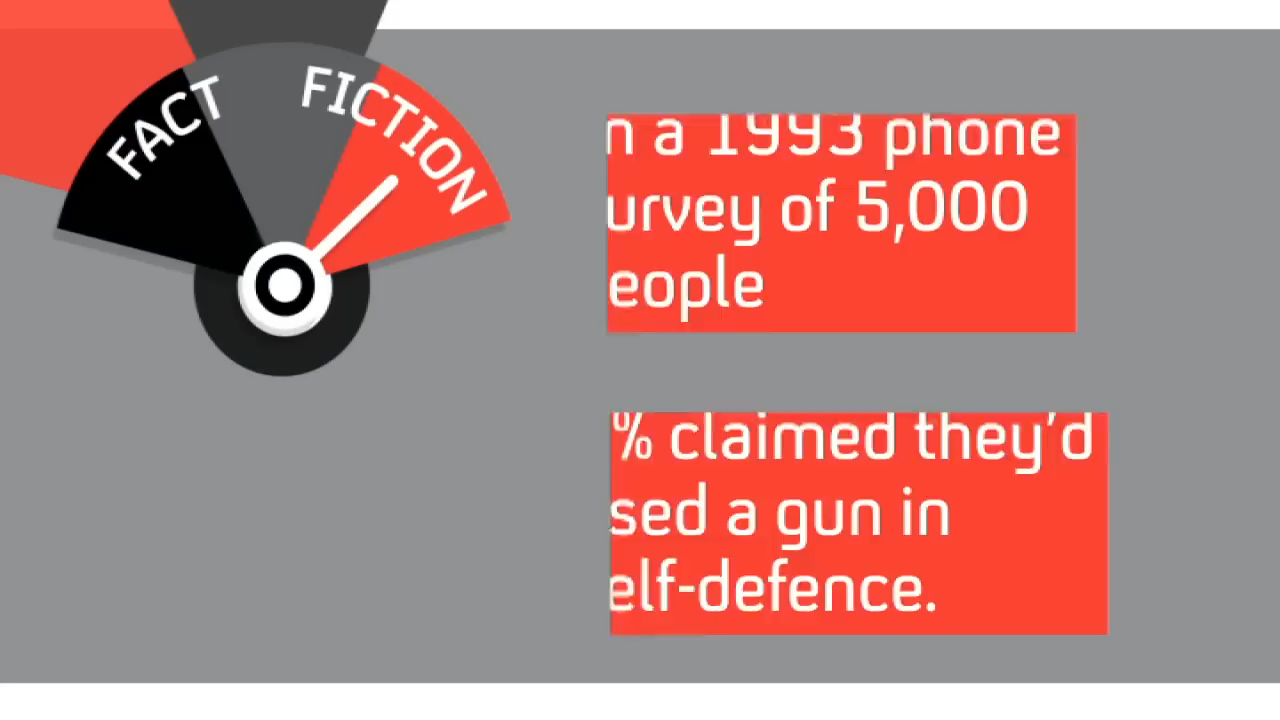 FACT
FICTION
n a 1993 phone
urvey of 5,000
eople
% claimed they'd
sed a gun in
elf-defence.